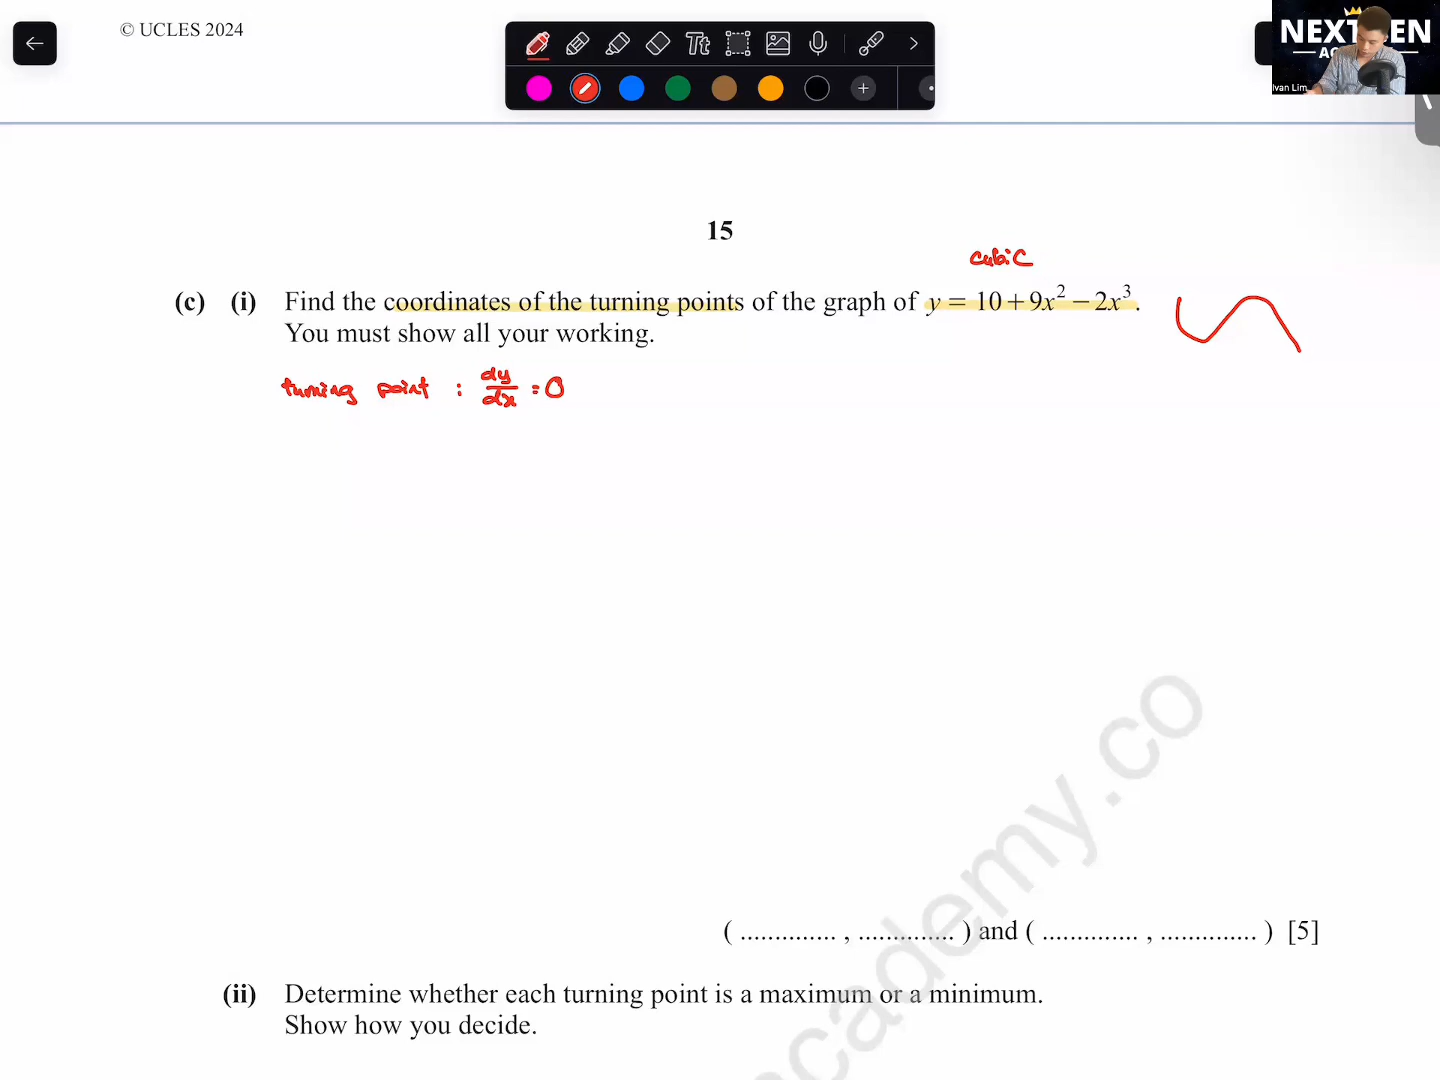 © UCLES 2024
Tt
NEXT EEN
Ivan Lim
15
cubic
(c) (i) Find the coordinates of the turning points of the graph of y = 10 + 9x² − 2x³.
You must show all your working.
turning point : dy/dx = 0
( .............. , .............. ) and ( .............. , .............. ) [5]
(ii) Determine whether each turning point is a maximum or a minimum.
Show how you decide.
academy.co